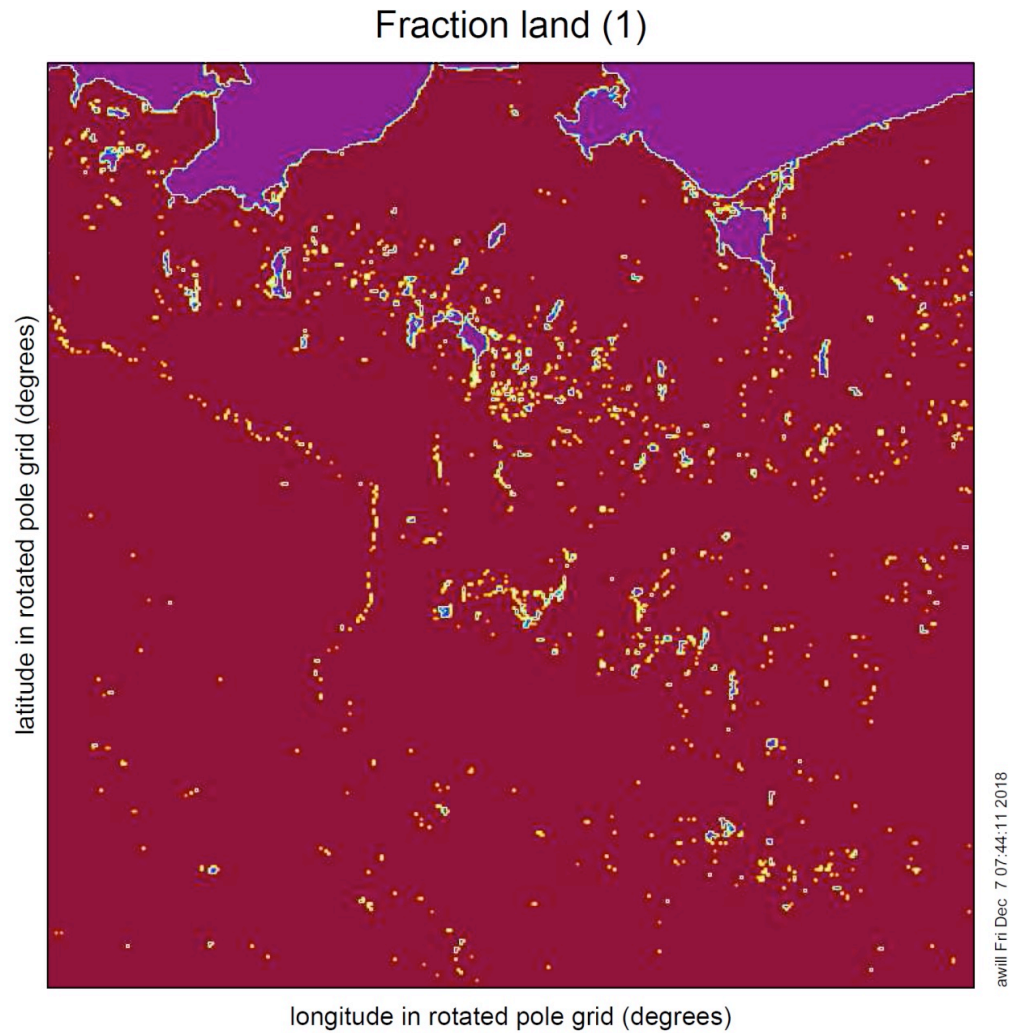 Fraction land (1)
latitude in rotated pole grid (degrees)
longitude in rotated pole grid (degrees)
awill Fri Dec  7 07:44:11 2018